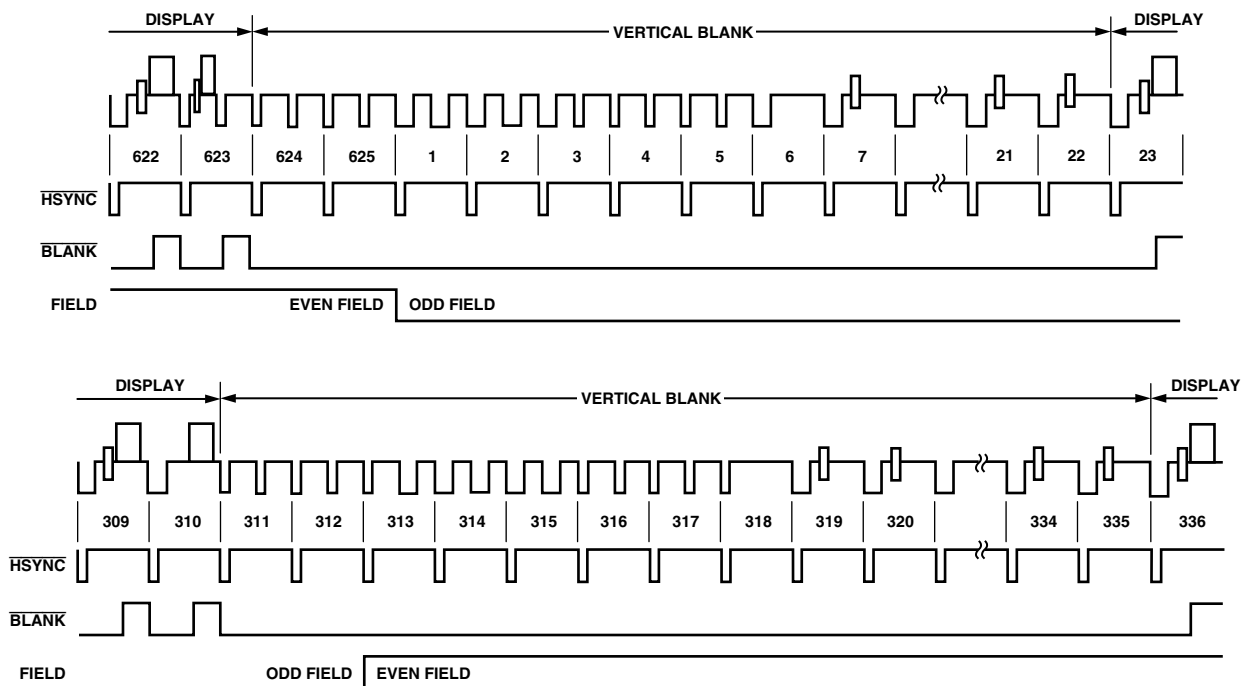 DISPLAY VERTICAL BLANK DISPLAY
622 623 624 625 1 2 3 4 5 6 7 21 22 23
HSYNC
BLANK
FIELD EVEN FIELD ODD FIELD
DISPLAY VERTICAL BLANK DISPLAY
309 310 311 312 313 314 315 316 317 318 319 320 334 335 336
HSYNC
BLANK
FIELD ODD FIELD EVEN FIELD